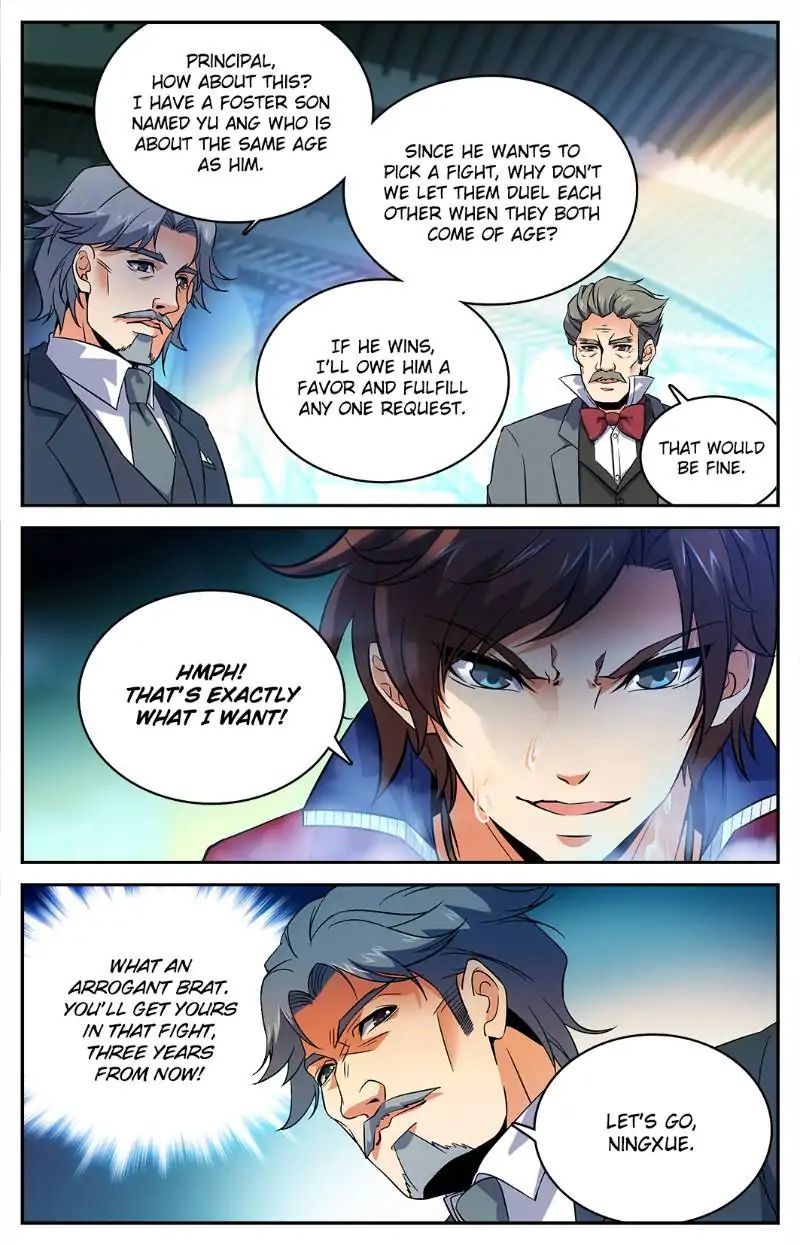 PRINCIPAL,
HOW ABOUT THIS?
I HAVE A FOSTER SON
NAMED YU ANG WHO IS
ABOUT THE SAME AGE
AS HIM.
SINCE HE WANTS TO
PICK A FIGHT, WHY DON'T
WE LET THEM DUEL EACH
OTHER WHEN THEY BOTH
COME OF AGE?
IF HE WINS,
I'LL OWE HIM A
FAVOR AND FULFILL
ANY ONE REQUEST.
THAT WOULD
BE FINE.
HMPH!
THAT'S EXACTLY
WHAT I WANT!
WHAT AN
ARROGANT BRAT.
YOU'LL GET YOURS
IN THAT FIGHT,
THREE YEARS
FROM NOW!
LET'S GO,
NINGXUE.